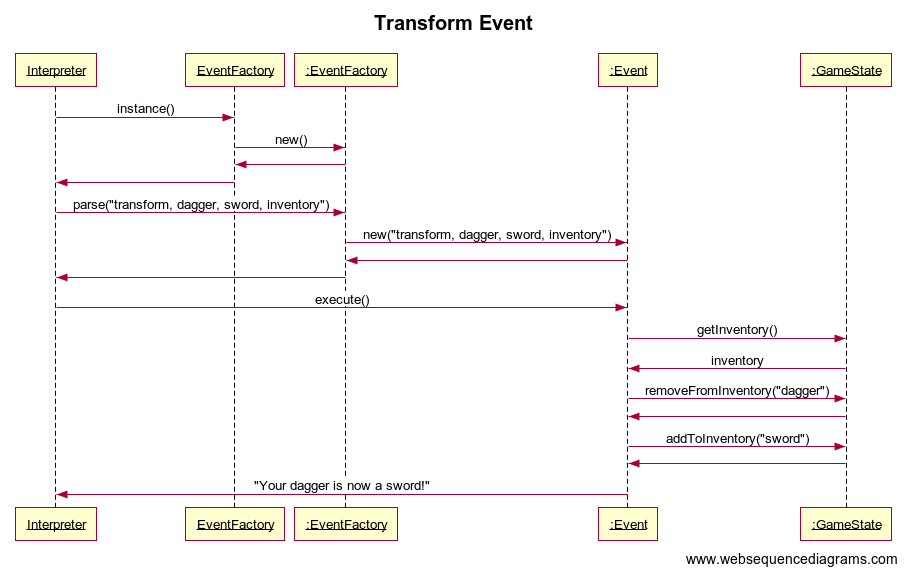 Transform Event
Interpreter
EventFactory
:EventFactory
:Event
:GameState
instance()
new()
parse("transform, dagger, sword, inventory")
new("transform, dagger, sword, inventory")
execute()
getInventory()
inventory
removeFromInventory("dagger")
addToInventory("sword")
"Your dagger is now a sword!"
Interpreter
EventFactory
:EventFactory
:Event
:GameState
www.websequencediagrams.com